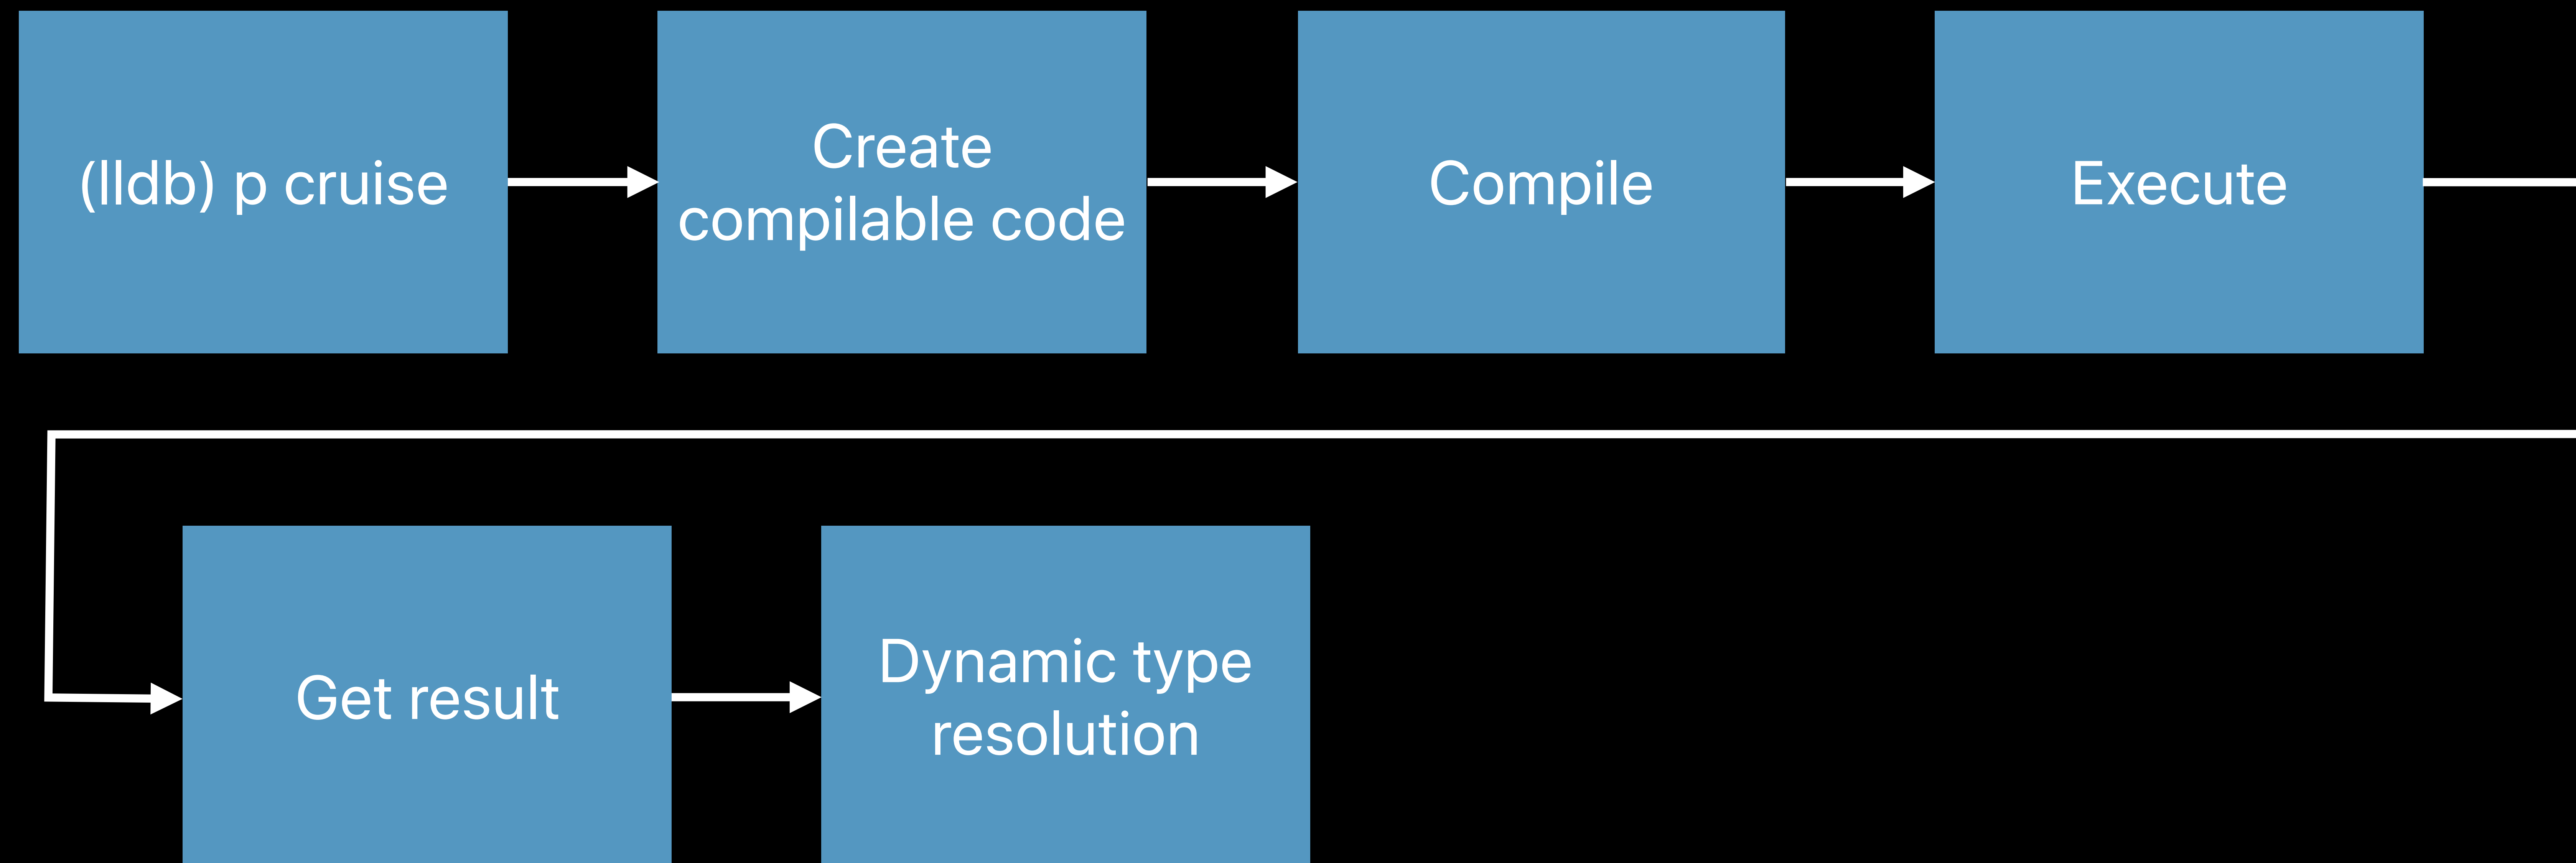 (lldb) p cruise
Create
compilable code
Compile
Execute
Get result
Dynamic type
resolution